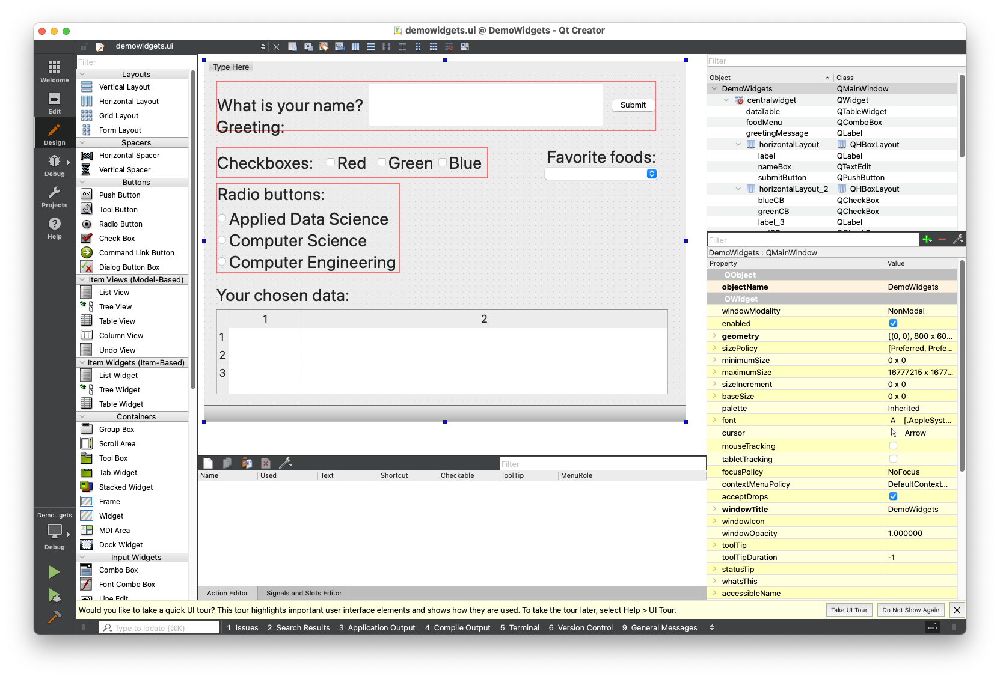 demowidgets.ui @ DemoWidgets - Qt Creator
demowidgets.ui
Welcome
Edit
Design
Debug
Projects
Help
Demo...gets
Debug
Filter
Layouts
Vertical Layout
Horizontal Layout
Grid Layout
Form Layout
Spacers
Horizontal Spacer
Vertical Spacer
Buttons
OK
Push Button
Tool Button
Radio Button
Check Box
Command Link Button
Dialog Button Box
Item Views (Model-Based)
List View
Tree View
Table View
Column View
Undo View
Item Widgets (Item-Based)
List Widget
Tree Widget
Table Widget
Containers
Group Box
Scroll Area
Tool Box
Tab Widget
Stacked Widget
Frame
Widget
MDI Area
Dock Widget
Input Widgets
Combo Box
Font Combo Box
Line Edit
Type Here
What is your name? Submit
Greeting:
Checkboxes: Red Green Blue
Favorite foods:
Radio buttons:
Applied Data Science
Computer Science
Computer Engineering
Your chosen data:
1 2
1
2
3
Filter
Name Used Text Shortcut Checkable ToolTip MenuRole
Action Editor Signals and Slots Editor
Filter
Object Class
DemoWidgets QMainWindow
centralwidget QWidget
dataTable QTableWidget
foodMenu QComboBox
greetingMessage QLabel
horizontalLayout QHBoxLayout
label QLabel
nameBox QTextEdit
submitButton QPushButton
horizontalLayout_2 QHBoxLayout
blueCB QCheckBox
greenCB QCheckBox
label_3 QLabel
Filter
DemoWidgets : QMainWindow
Property Value
QObject
objectName DemoWidgets
QWidget
windowModality NonModal
enabled
geometry [(0, 0), 800 x 60...
sizePolicy [Preferred, Prefe...
minimumSize 0 x 0
maximumSize 16777215 x 1677...
sizeIncrement 0 x 0
baseSize 0 x 0
palette Inherited
font A [.AppleSyst...
cursor Arrow
mouseTracking
tabletTracking
focusPolicy NoFocus
contextMenuPolicy DefaultContext...
acceptDrops
windowTitle DemoWidgets
windowIcon
windowOpacity 1.000000
toolTip
toolTipDuration -1
statusTip
whatsThis
accessibleName
Would you like to take a quick UI tour? This tour highlights important user interface elements and shows how they are used. To take the tour later, select Help > UI Tour. Take UI Tour Do Not Show Again
Type to locate (⌘K) 1 Issues 2 Search Results 3 Application Output 4 Compile Output 5 Terminal 6 Version Control 9 General Messages